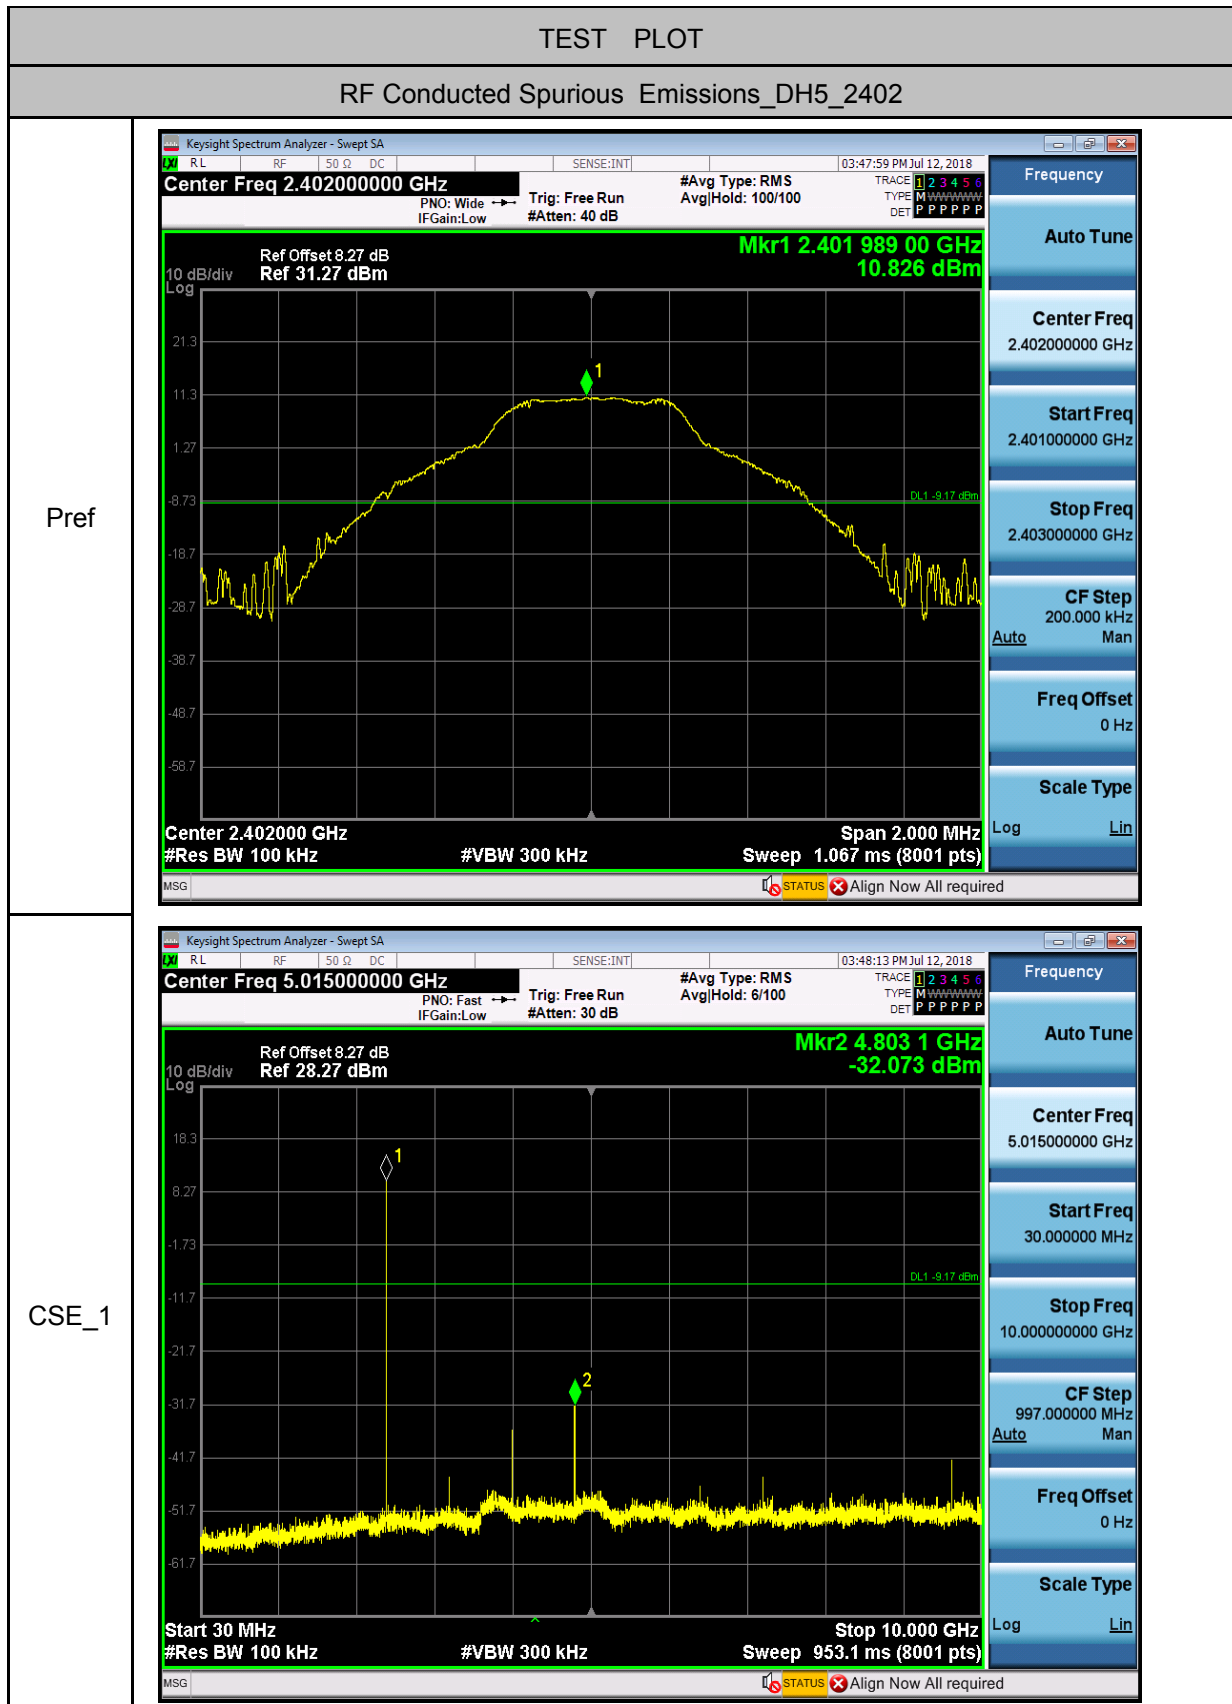 TEST PLOT
RF Conducted Spurious Emissions_DH5_2402
Pref
Keysight Spectrum Analyzer - Swept SA
LXI RL RF 50 Ω DC SENSE:INT 03:47:59 PM Jul 12, 2018
Center Freq 2.402000000 GHz
PNO: Wide
IFGain:Low
Trig: Free Run
#Atten: 40 dB
#Avg Type: RMS
Avg|Hold: 100/100
TRACE 1 2 3 4 5 6
TYPE M WWWWW
DET P P P P P P
Mkr1 2.401 989 00 GHz
10.826 dBm
Ref Offset 8.27 dB
10 dB/div Ref 31.27 dBm
Log
21.3
11.3
1.27
-8.73
-18.7
-28.7
-38.7
-48.7
-58.7
1
DL1 -9.17 dBm
Center 2.402000 GHz Span 2.000 MHz
#Res BW 100 kHz #VBW 300 kHz Sweep 1.067 ms (8001 pts)
MSG STATUS Align Now All required
Frequency
Auto Tune
Center Freq
2.402000000 GHz
Start Freq
2.401000000 GHz
Stop Freq
2.403000000 GHz
CF Step
200.000 kHz
Auto Man
Freq Offset
0 Hz
Scale Type
Log Lin
CSE_1
Keysight Spectrum Analyzer - Swept SA
LXI RL RF 50 Ω DC SENSE:INT 03:48:13 PM Jul 12, 2018
Center Freq 5.015000000 GHz
PNO: Fast
IFGain:Low
Trig: Free Run
#Atten: 30 dB
#Avg Type: RMS
Avg|Hold: 6/100
TRACE 1 2 3 4 5 6
TYPE M WWWWW
DET P P P P P P
Mkr2 4.803 1 GHz
-32.073 dBm
Ref Offset 8.27 dB
10 dB/div Ref 28.27 dBm
Log
18.3
8.27
-1.73
-11.7
-21.7
-31.7
-41.7
-51.7
-61.7
1
2
DL1 -9.17 dBm
Start 30 MHz Stop 10.000 GHz
#Res BW 100 kHz #VBW 300 kHz Sweep 953.1 ms (8001 pts)
MSG STATUS Align Now All required
Frequency
Auto Tune
Center Freq
5.015000000 GHz
Start Freq
30.000000 MHz
Stop Freq
10.000000000 GHz
CF Step
997.000000 MHz
Auto Man
Freq Offset
0 Hz
Scale Type
Log Lin